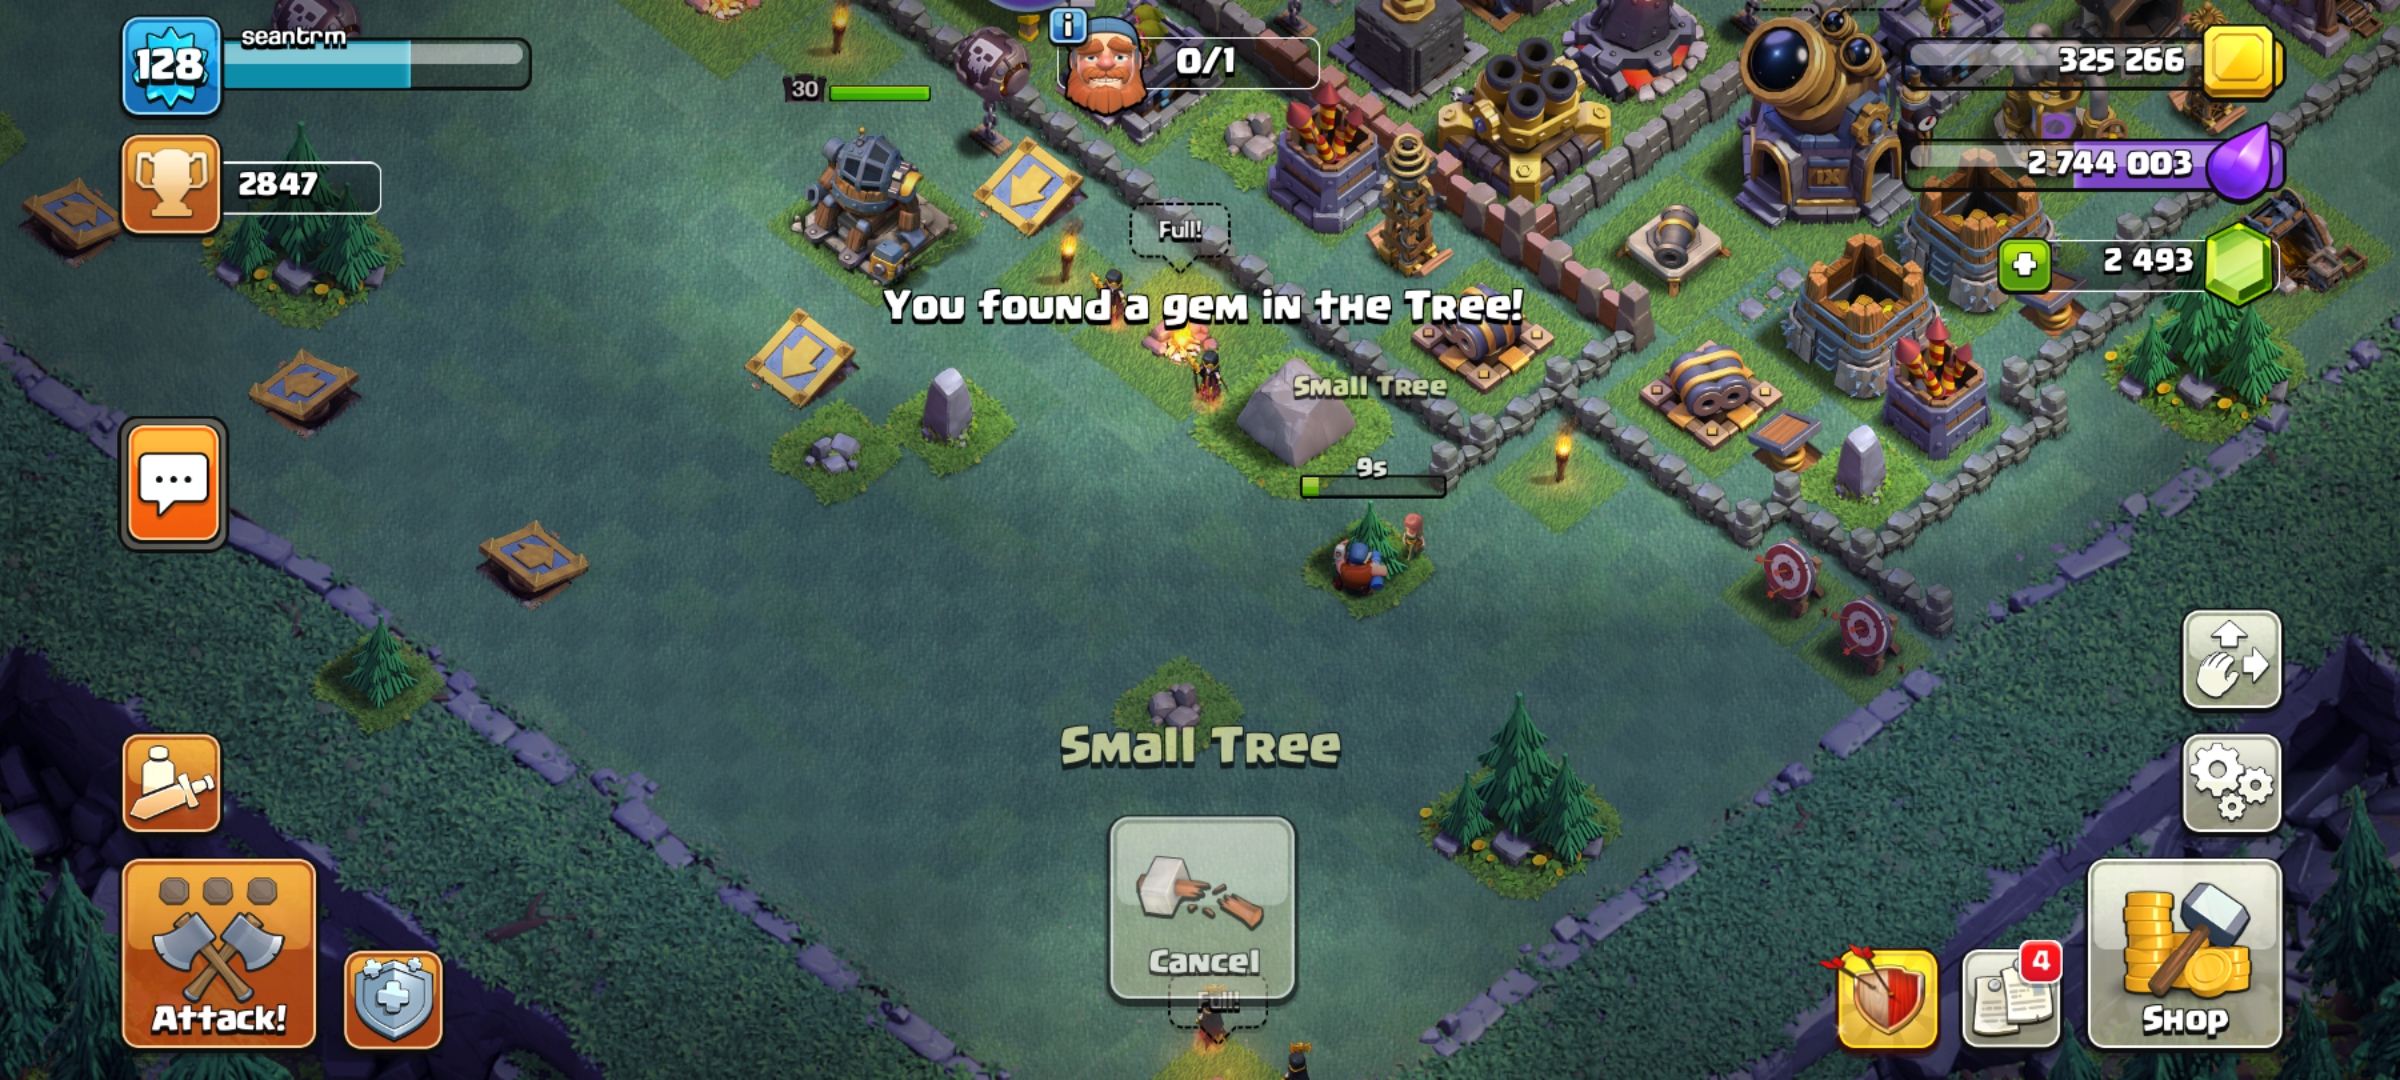 128
seantrm
i
0/1
325 266
30
2847
2 744 003
Full!
2 493
You found a gem in the Tree!
Small Tree
9s
IX
Small Tree
Cancel
Full!
Attack!
4
Shop